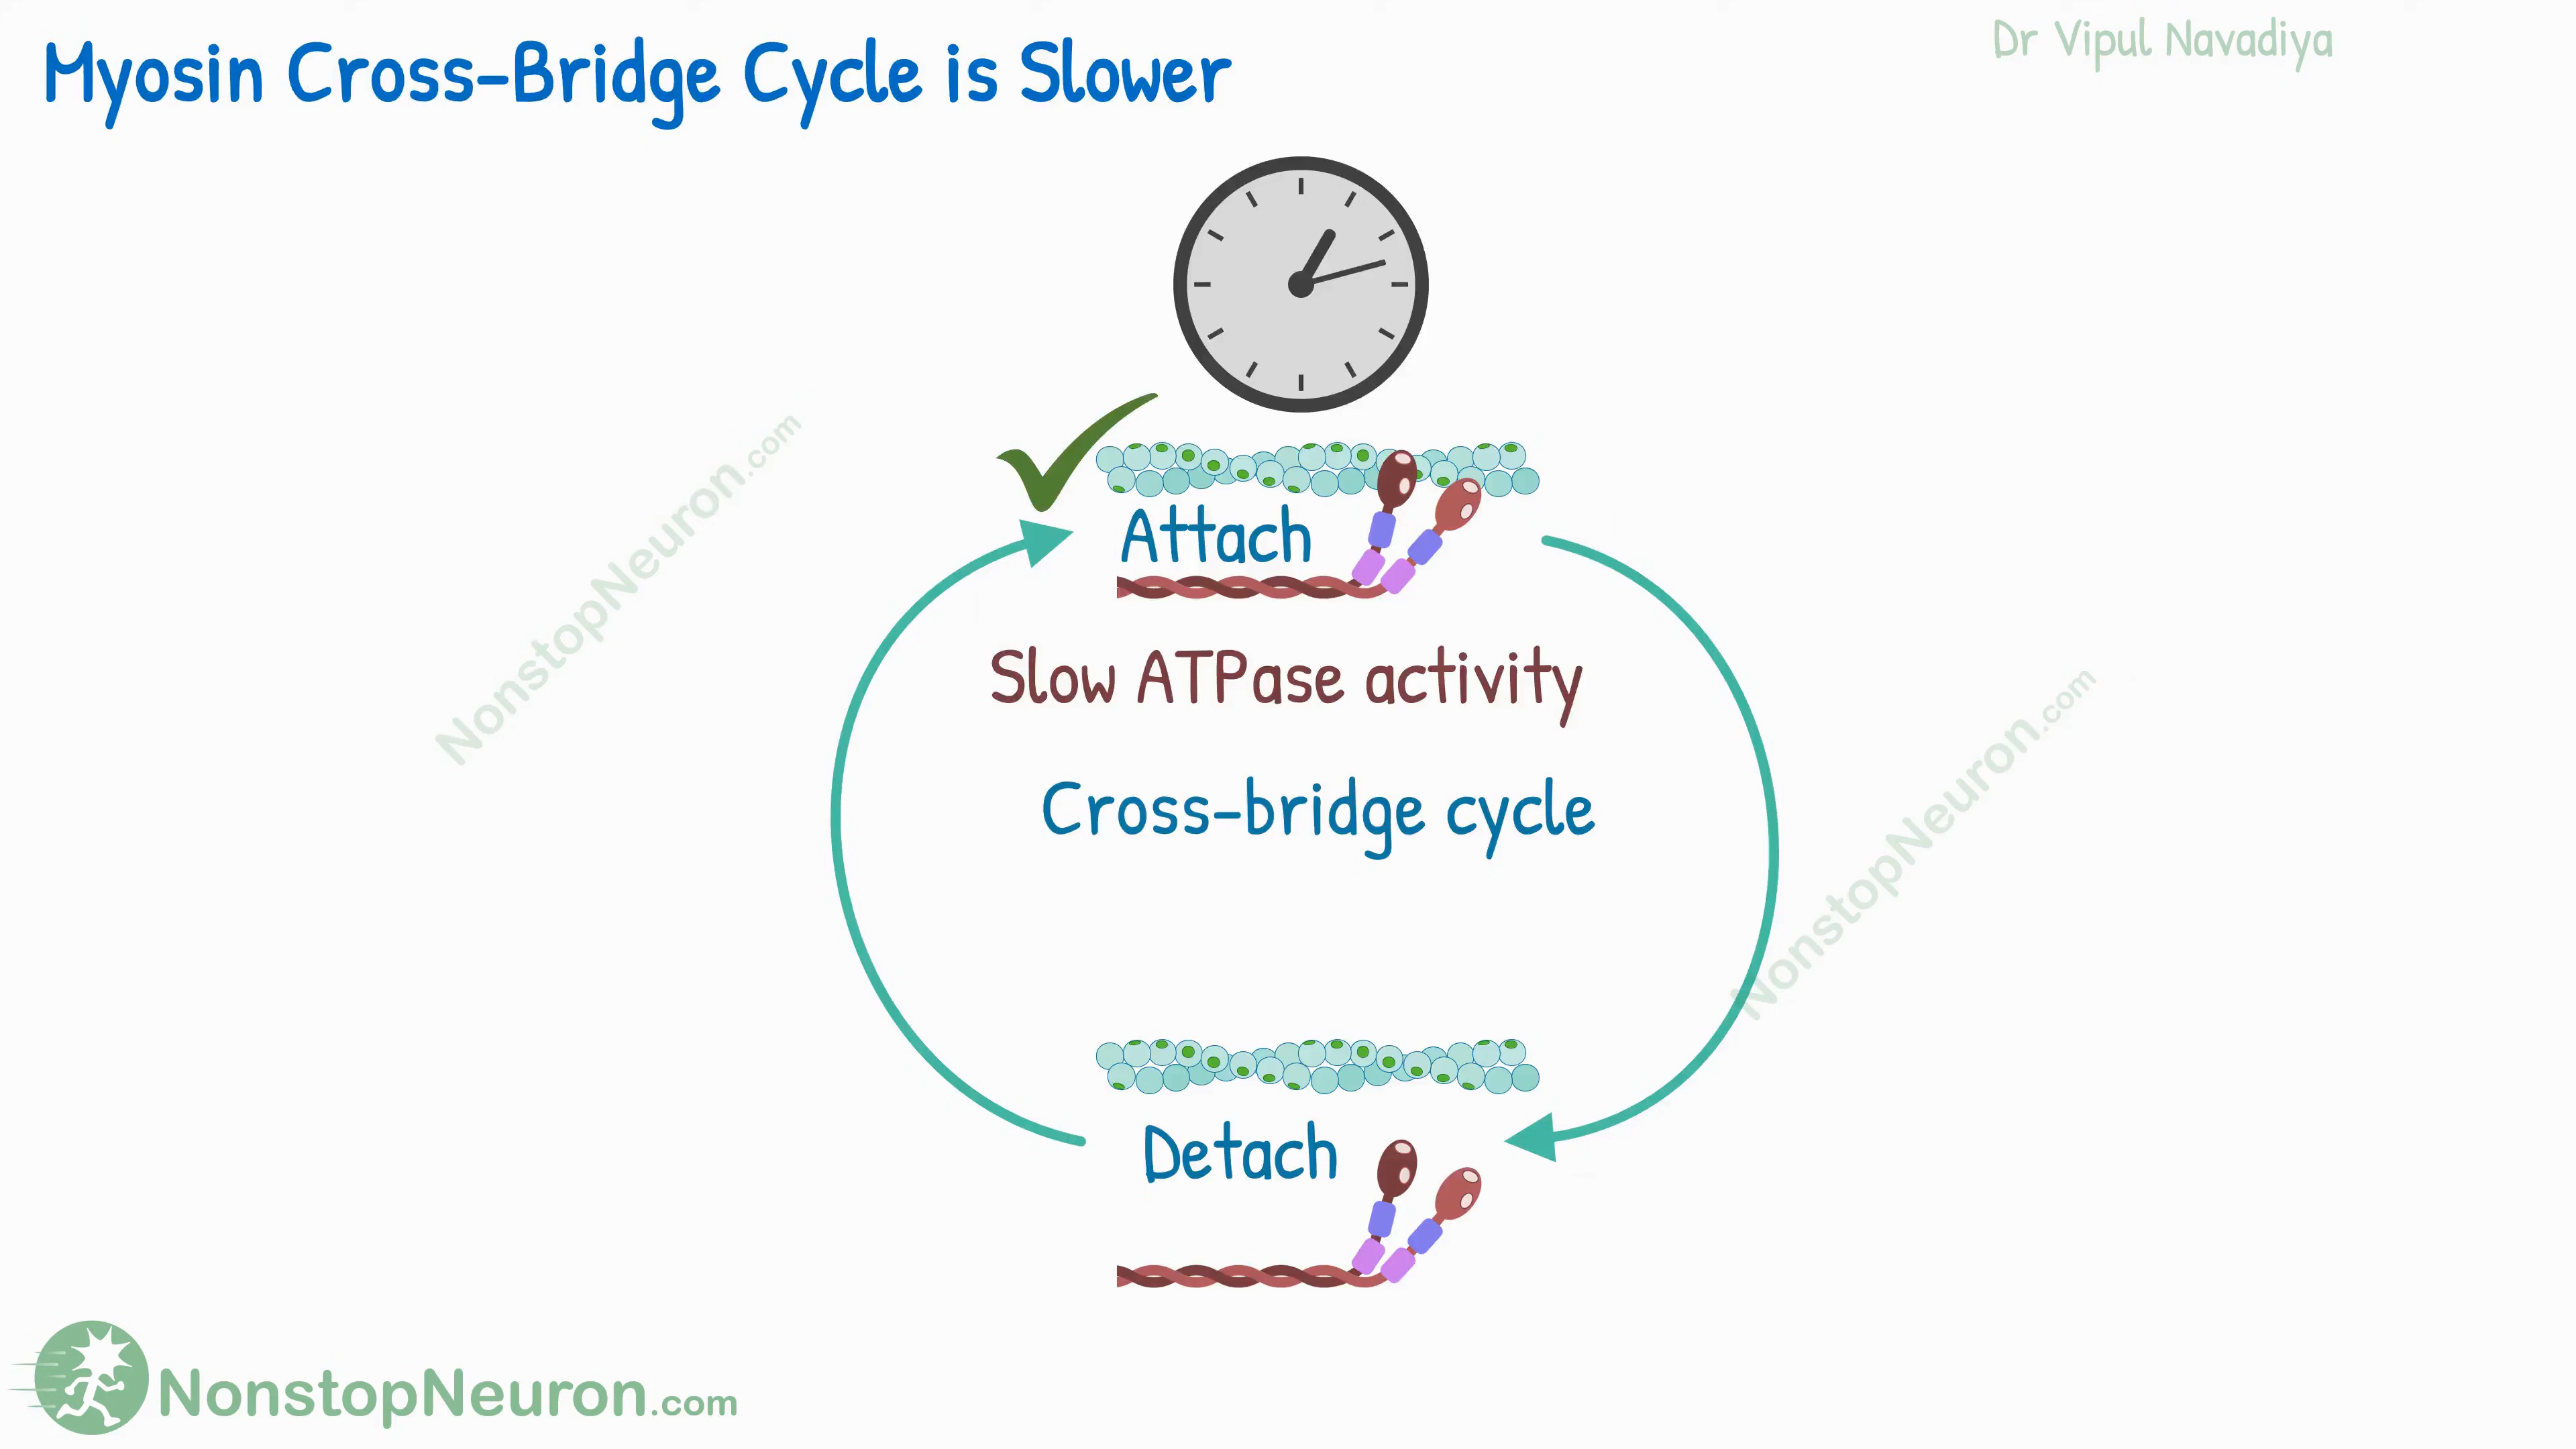 Myosin Cross-Bridge Cycle is Slower
Dr Vipul Navadiya
Attach
Slow ATPase activity
Cross-bridge cycle
Detach
NonstopNeuron.com
NonstopNeuron.com
NonstopNeuron.com